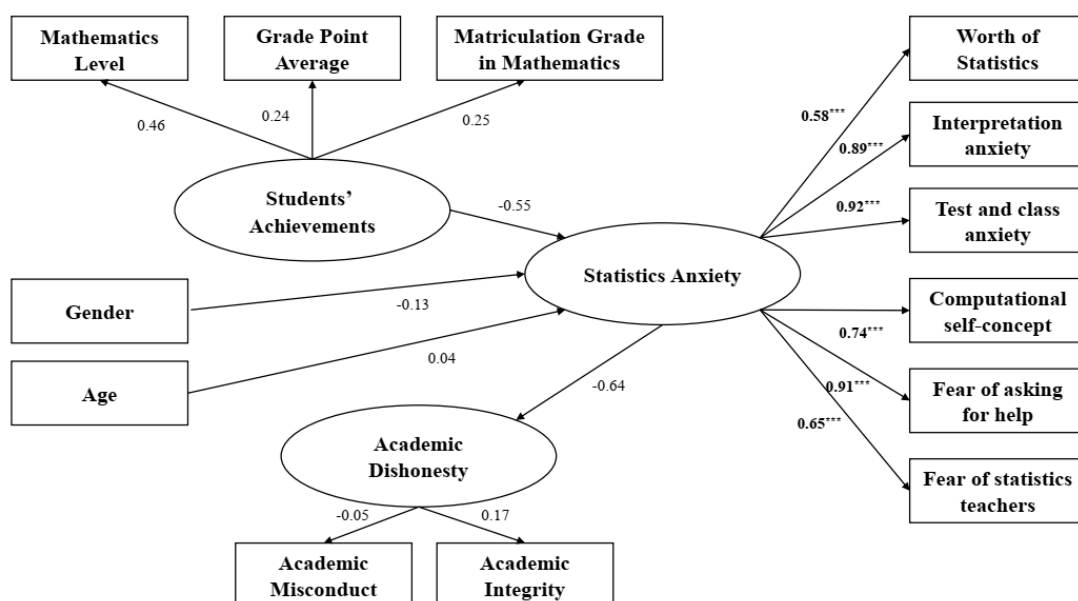 Mathematics
Level
Grade Point
Average
Matriculation Grade
in Mathematics
Worth of
Statistics
0.46
0.24
0.25
0.58***
Interpretation
anxiety
0.89***
Students’
Achievements
-0.55
0.92***
Test and class
anxiety
Statistics Anxiety
Gender
-0.13
Computational
self-concept
0.74***
Age
0.04
-0.64
0.91***
Fear of asking
for help
0.65***
Academic
Dishonesty
Fear of statistics
teachers
-0.05
0.17
Academic
Misconduct
Academic
Integrity